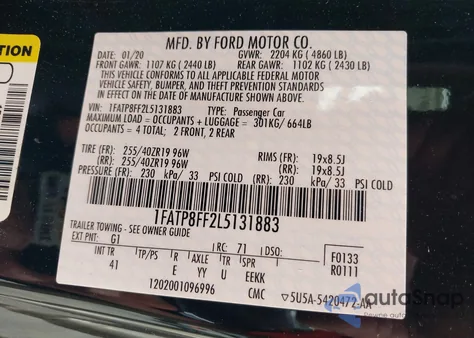 TION
MFD. BY FORD MOTOR CO.
01/20 GVWR: 2204 KG ( 4860 LB)
FRONT GAWR: 1107 KG ( 2440 LB) REAR GAWR: 1102 KG ( 2430 LB)
THIS VEHICLE CONFORMS TO ALL APPLICABLE FEDERAL MOTOR
VEHICLE SAFETY, BUMPER, AND THEFT PREVENTION STANDARDS
IN EFFECT ON THE DATE OF MANUFACTURE SHOWN ABOVE.
VIN: 1FATP8FF2L5131883 TYPE: Passenger Car
MAXIMUM LOAD = OCCUPANTS + LUGGAGE = 301KG/ 664LB
OCCUPANTS = 4 TOTAL; 2 FRONT, 2 REAR
TIRE (FR): 255/40ZR19 96W RIMS (FR): 19x8.5J
(RR): 255/40ZR19 96W (RR): 19x8.5J
PRESSURE (FR): 230 kPa/ 33 PSI COLD (RR): 230 kPa/ 33 PSI COLD
1FATP8FF2L5131883
TRAILER TOWING - SEE OWNER GUIDE
EXT PNT: G1 RC: 71 DSO: F0133
INT TR TP/PS R AXLE TR SPR R0111
41 E YY U EEKK
1202001096996 CMC 5U5A-5420472-AA
autoSnap